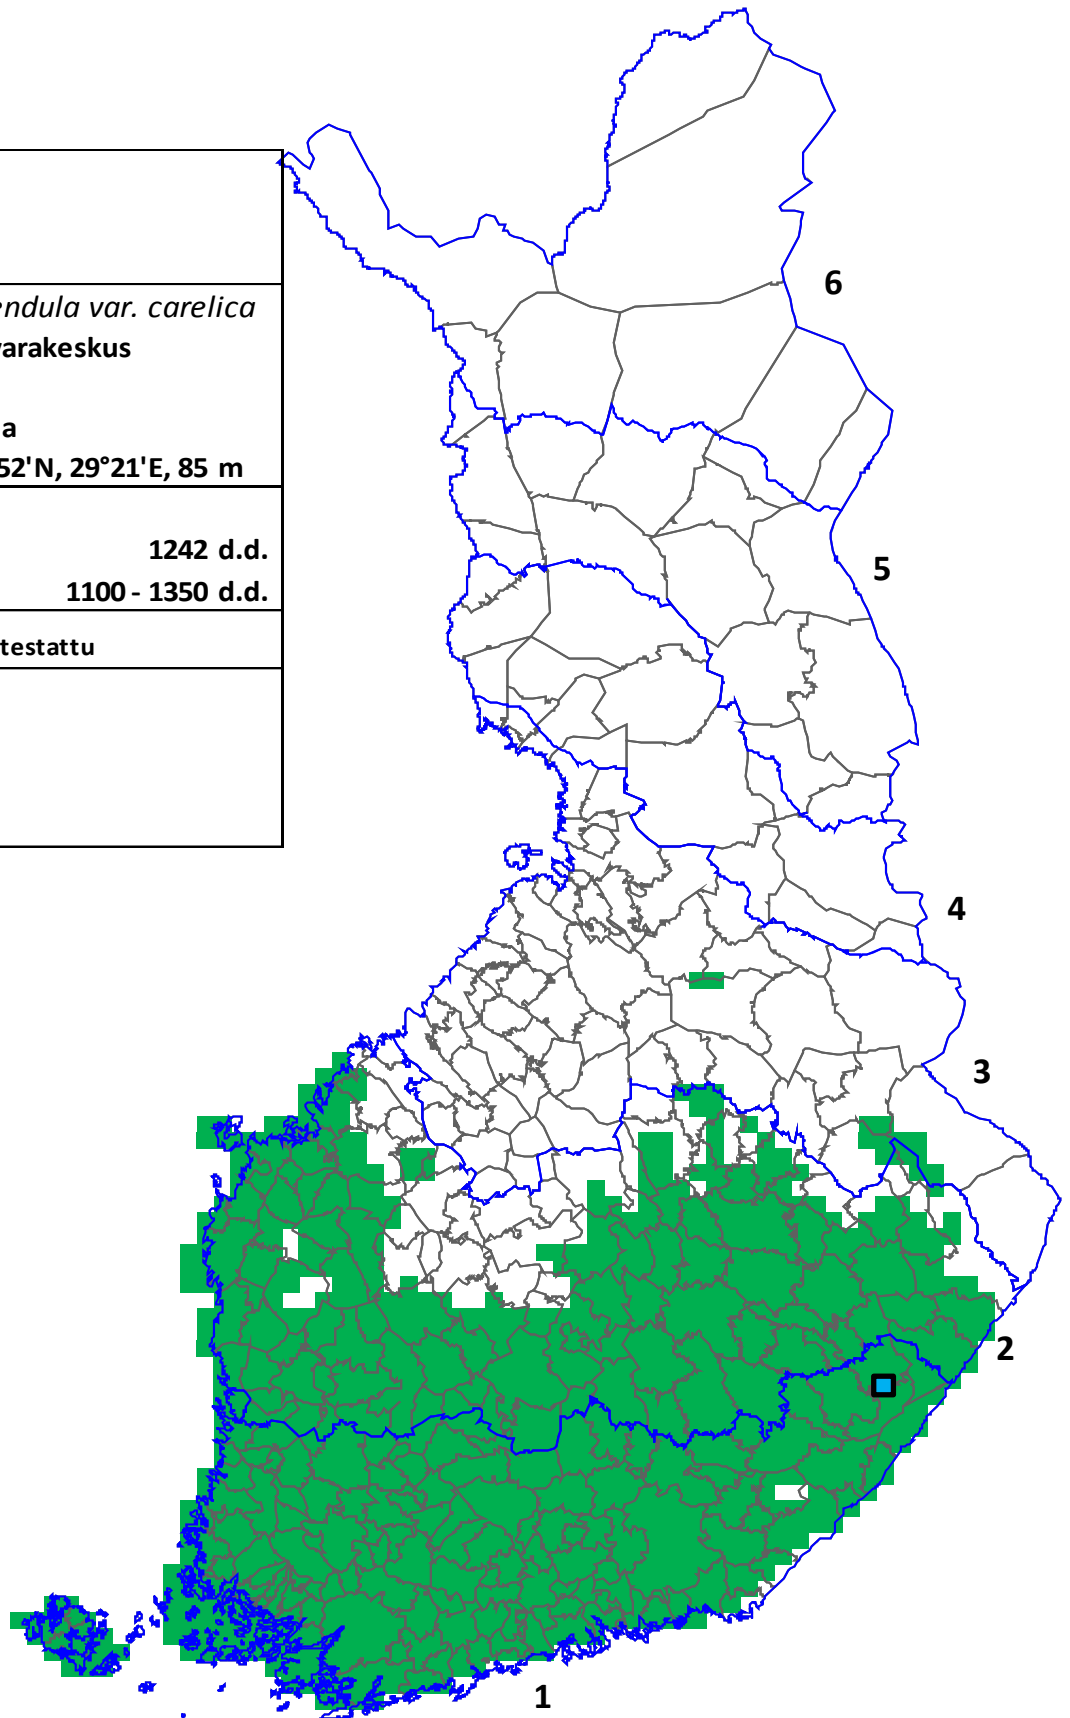 endula var. carelica
varakeskus
a
52'N, 29°21'E, 85 m
1242 d.d.
1100 - 1350 d.d.
testattu
6
5
4
3
2
1